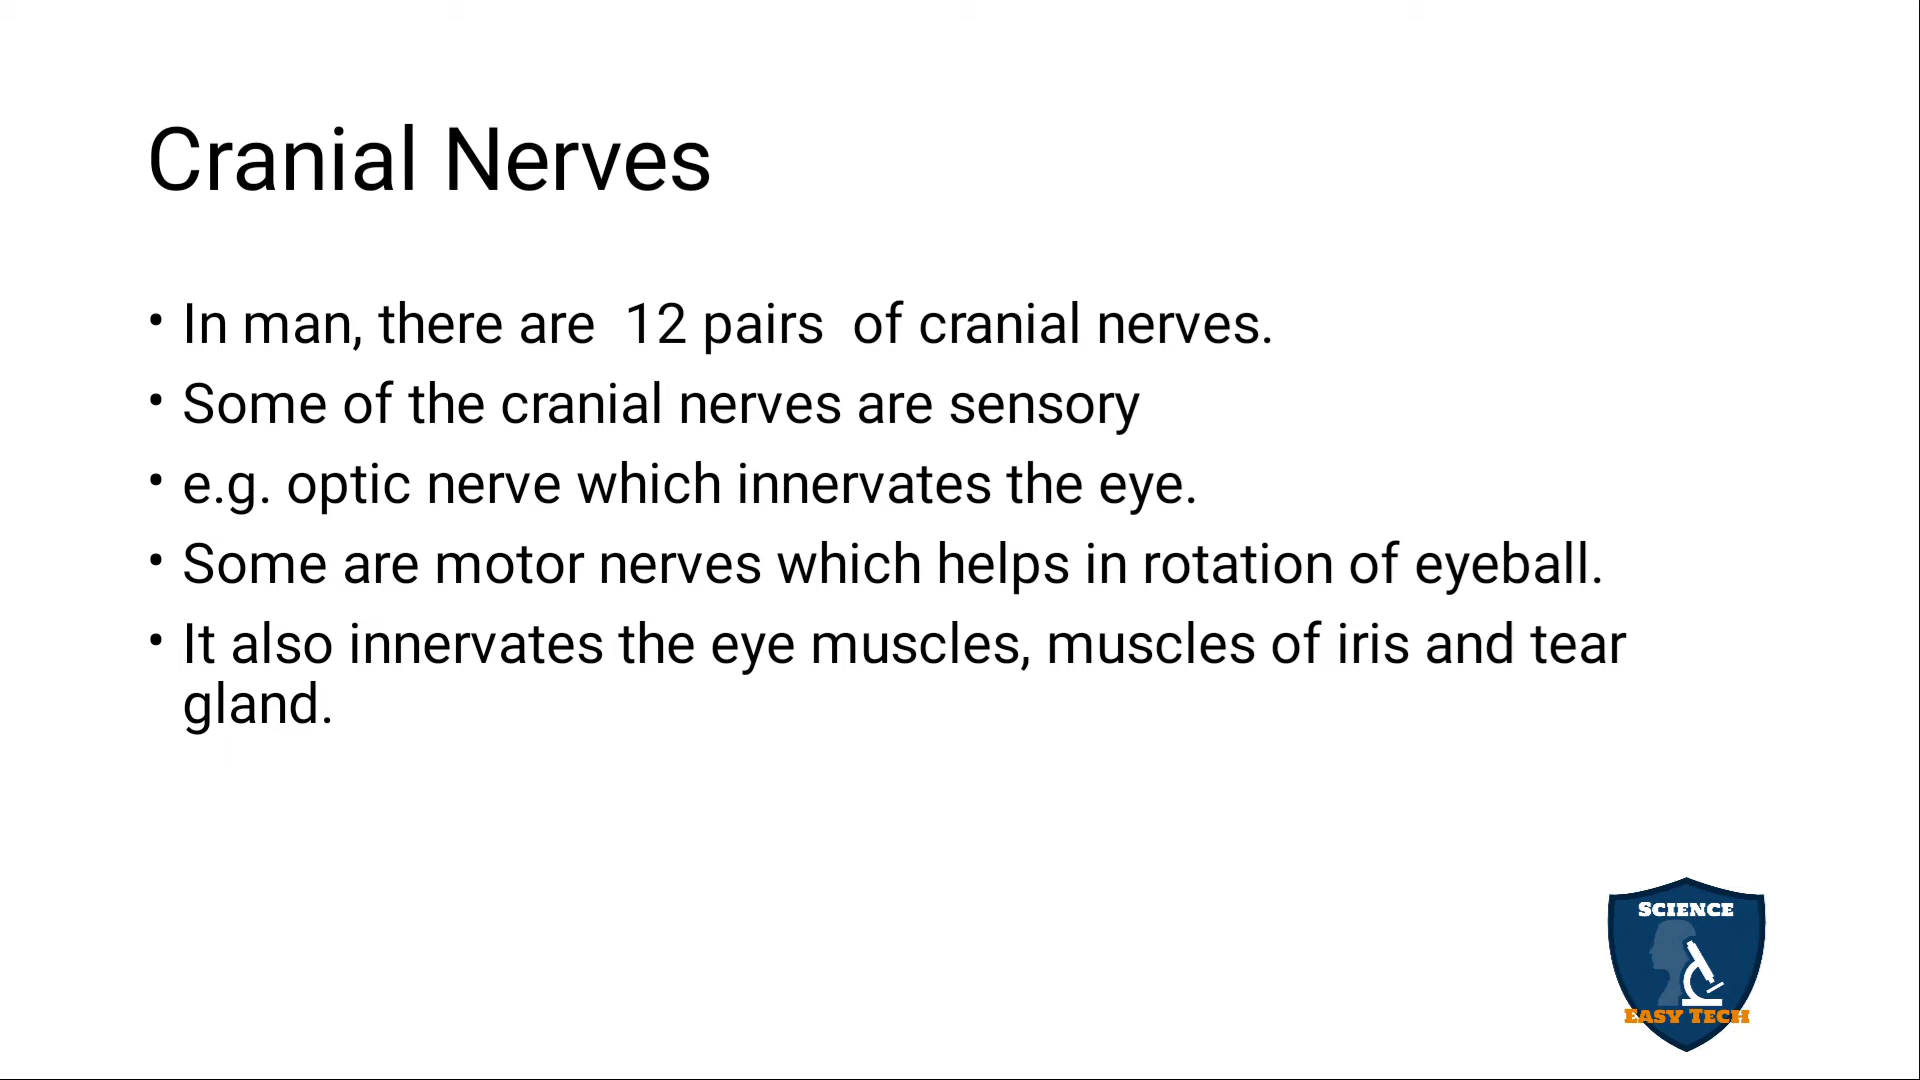 Cranial Nerves
• In man, there are  12 pairs  of cranial nerves.
• Some of the cranial nerves are sensory
• e.g. optic nerve which innervates the eye.
• Some are motor nerves which helps in rotation of eyeball.
• It also innervates the eye muscles, muscles of iris and tear
gland.
SCIENCE
EASY TECH